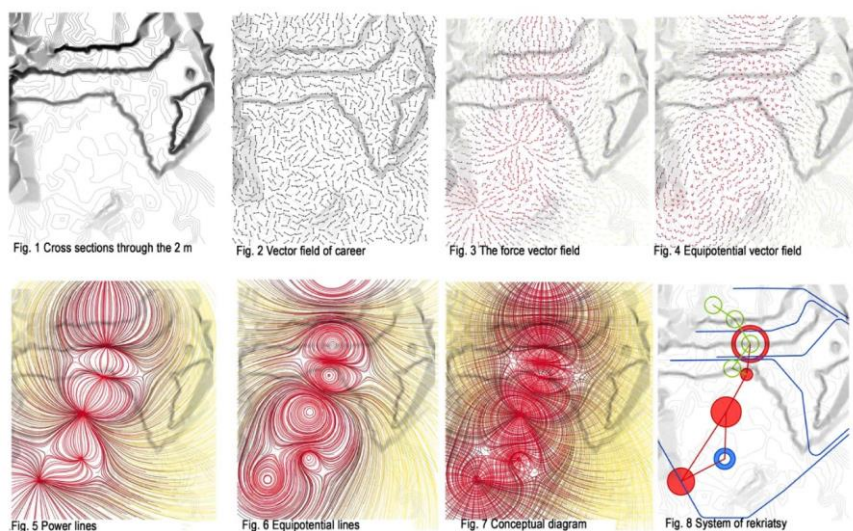 Fig. 1 Cross sections through the 2 m
Fig. 2 Vector field of career
Fig. 3 The force vector field
Fig. 4 Equipotential vector field
Fig. 5 Power lines
Fig. 6 Equipotential lines
Fig. 7 Conceptual diagram
Fig. 8 System of rekriatsy